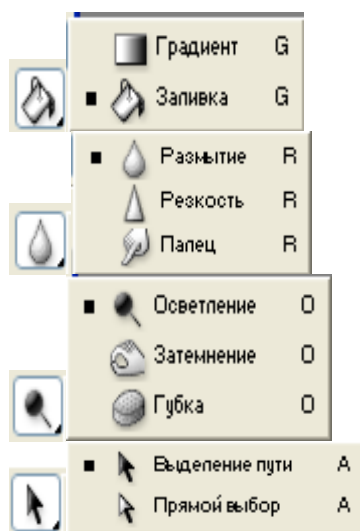 Градиент G
Заливка G
Размытие R
Резкость R
Палец R
Осветление O
Затемнение O
Губка O
Выделение пути A
Прямой выбор A